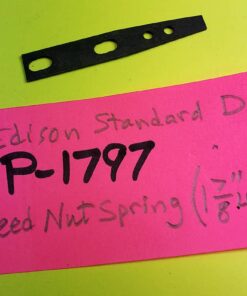 Edison Standard D
P-1797
eed Nut Spring (1 7/8" L